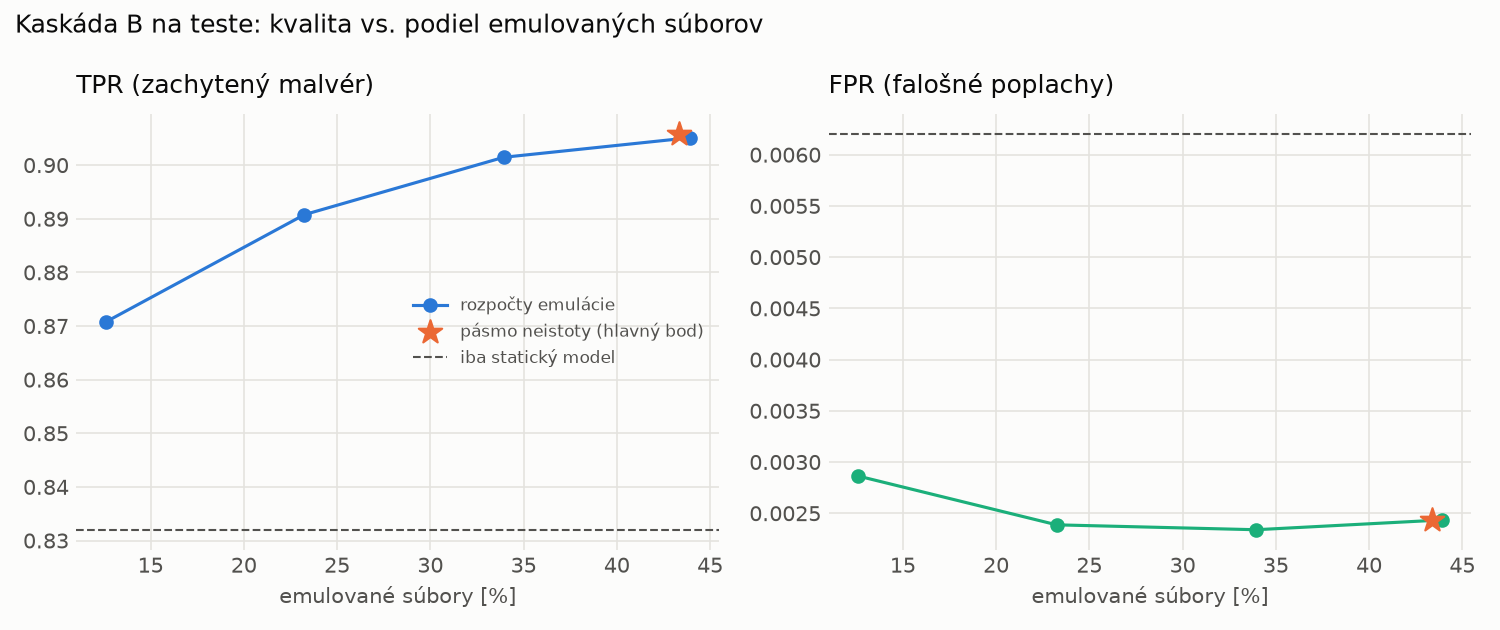 Kaskáda B na teste: kvalita vs. podiel emulovaných súborov
TPR (zachytený malvér)
0.90
0.89
0.88
0.87
0.86
0.85
0.84
0.83
rozpočty emulácie
pásmo neistoty (hlavný bod)
iba statický model
15 20 25 30 35 40 45
emulované súbory [%]
FPR (falošné poplachy)
0.0060
0.0055
0.0050
0.0045
0.0040
0.0035
0.0030
0.0025
15 20 25 30 35 40 45
emulované súbory [%]